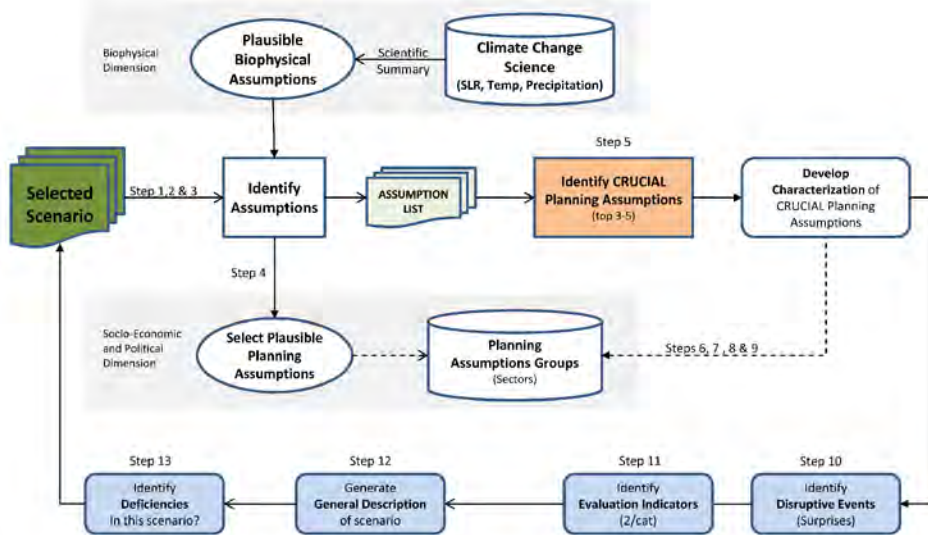 Biophysical
Dimension
Plausible
Biophysical
Assumptions
Scientific
Summary
Climate Change
Science
(SLR, Temp, Precipitation)
Selected
Scenario
Step 1,2 & 3
Identify
Assumptions
ASSUMPTION
LIST
Step 5
Identify CRUCIAL
Planning Assumptions
(top 3-5)
Develop
Characterization of
CRUCIAL Planning
Assumptions
Step 4
Socio-Economic
and Political
Dimension
Select Plausible
Planning
Assumptions
Planning
Assumptions Groups
(Sectors)
Steps 6, 7 , 8 & 9
Step 13
Identify
Deficiencies
In this scenario?
Step 12
Generate
General Description
of scenario
Step 11
Identify
Evaluation Indicators
(2/cat)
Step 10
Identify
Disruptive Events
(Surprises)